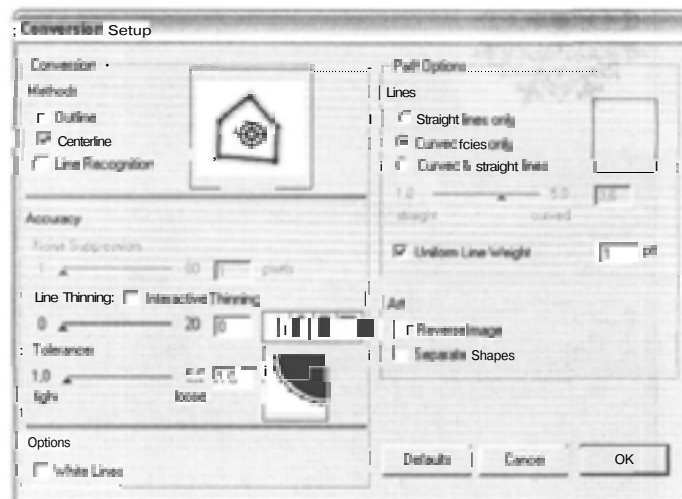 Conversion Setup
Conversion
Methods
Outline
Centerline
Line Recognition
Accuracy
Noise Suppression
1 80 pixels
Line Thinning: Interactive Thinning
0 20 0
Tolerance:
1,0
tight loose
Options
White Lines
Path Options
Lines
Straight lines only
Curved fcies only
Curved & straight lines
1.0 5.0
straight curved
Uniform Line Weight 1 pt
Art
Reverse Image
Separate Shapes
Defaults Cancel OK